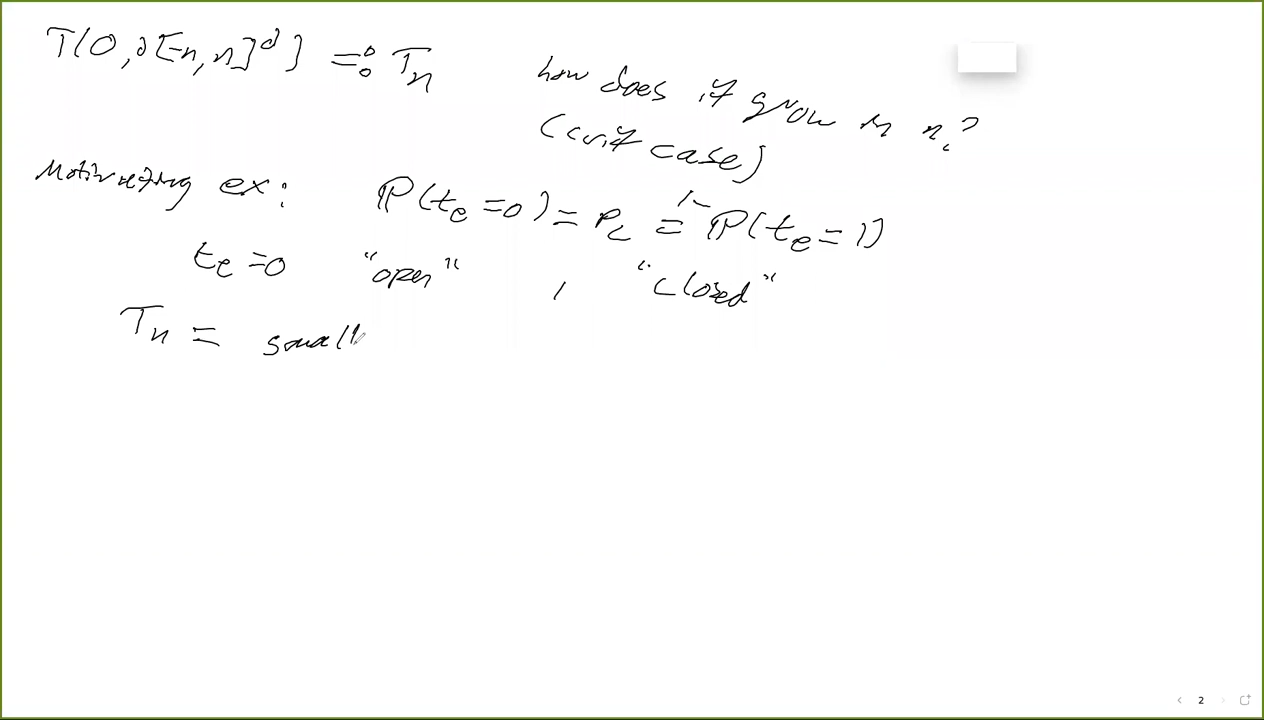 T(0, ∂[-n, n]^d) =: T_n
how does it grow in n?
(crit case)
Motivating ex: ℙ(t_e = 0) = p_c = 1- ℙ(t_e = 1)
t_e = 0 "open" , "closed"
T_n = small
2